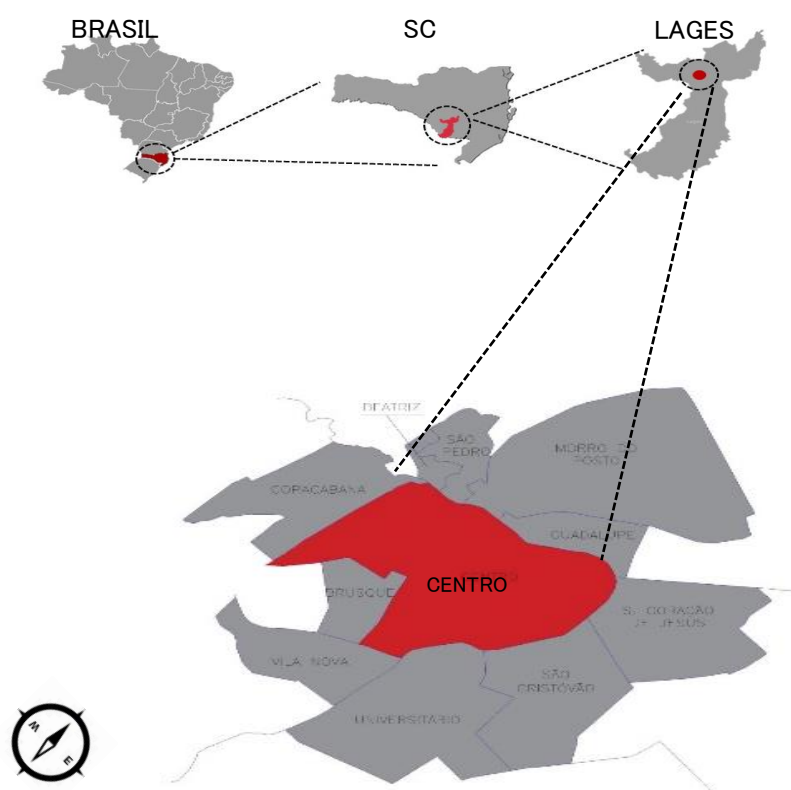 BRASIL
SC
LAGES
BEATRIZ
SÃO
PEDRO
MORRO DO
POSTO
COPACABANA
GUADALUPE
CENTRO
BRUSQUE
S. CORAÇÃO
DE JESÚS
VILA NOVA
SÃO
CRISTÓVÃO
UNIVERSITÁRIO
W
E